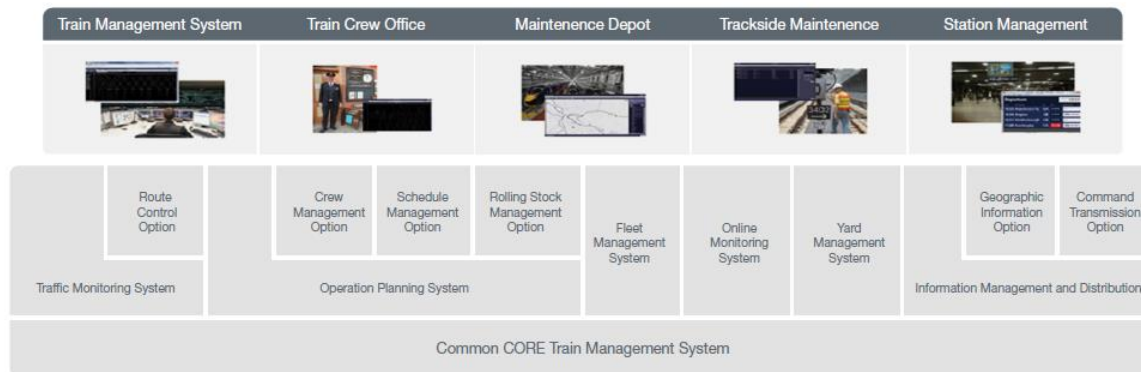 Train Management System
Train Crew Office
Maintenence Depot
Trackside Maintenence
Station Management
Route
Control
Option
Crew
Management
Option
Schedule
Management
Option
Rolling Stock
Management
Option
Fleet
Management
System
Online
Monitoring
System
Yard
Management
System
Geographic
Information
Option
Command
Transmission
Option
Traffic Monitoring System
Operation Planning System
Information Management and Distribution
Common CORE Train Management System